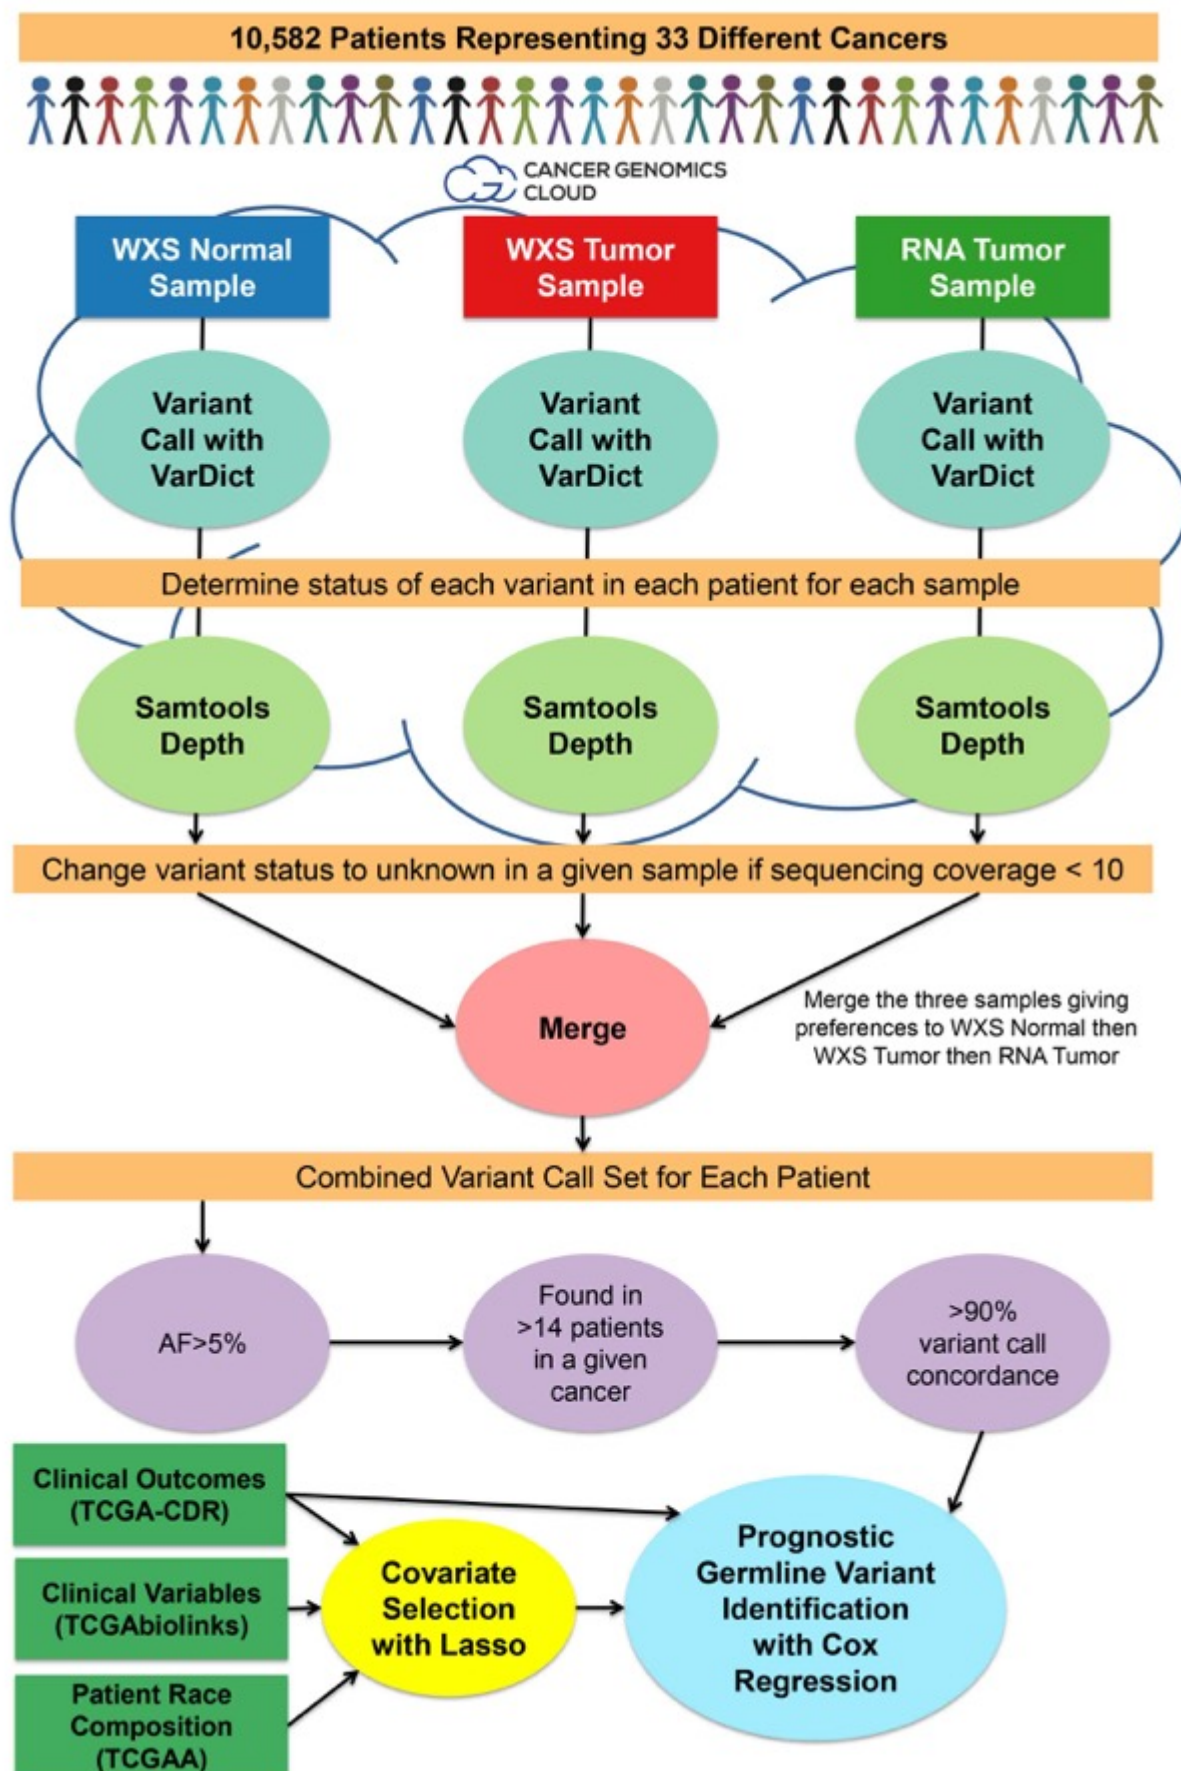 10,582 Patients Representing 33 Different Cancers
CANCER GENOMICS
CLOUD
WXS Normal
Sample
WXS Tumor
Sample
RNA Tumor
Sample
Variant
Call with
VarDict
Variant
Call with
VarDict
Variant
Call with
VarDict
Determine status of each variant in each patient for each sample
Samtools
Depth
Samtools
Depth
Samtools
Depth
Change variant status to unknown in a given sample if sequencing coverage < 10
Merge
Merge the three samples giving
preferences to WXS Normal then
WXS Tumor then RNA Tumor
Combined Variant Call Set for Each Patient
AF>5%
Found in
>14 patients
in a given
cancer
>90%
variant call
concordance
Clinical Outcomes
(TCGA-CDR)
Clinical Variables
(TCGAbiolinks)
Patient Race
Composition
(TCGAA)
Covariate
Selection
with Lasso
Prognostic
Germline Variant
Identification
with Cox
Regression